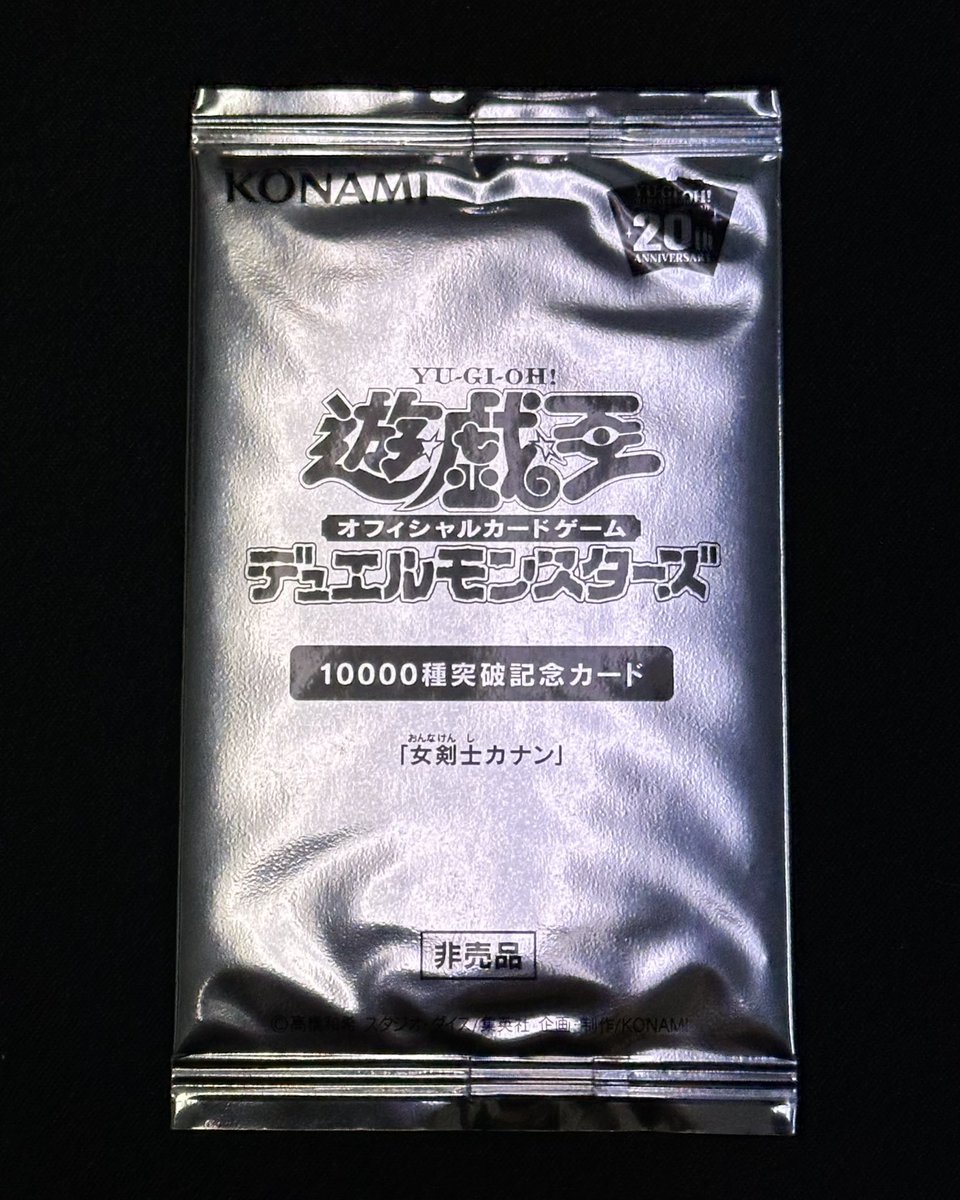 KONAMI
YU-GI-OH!
20th
ANNIVERSARY
YU-GI-OH!
遊戯王
オフィシャルカードゲーム
デュエルモンスターズ
10000種突破記念カード
おんなけんし
「女剣士カナン」
非売品
©高橋和希 スタジオ・ダイス/集英社 企画・制作/KONAMI